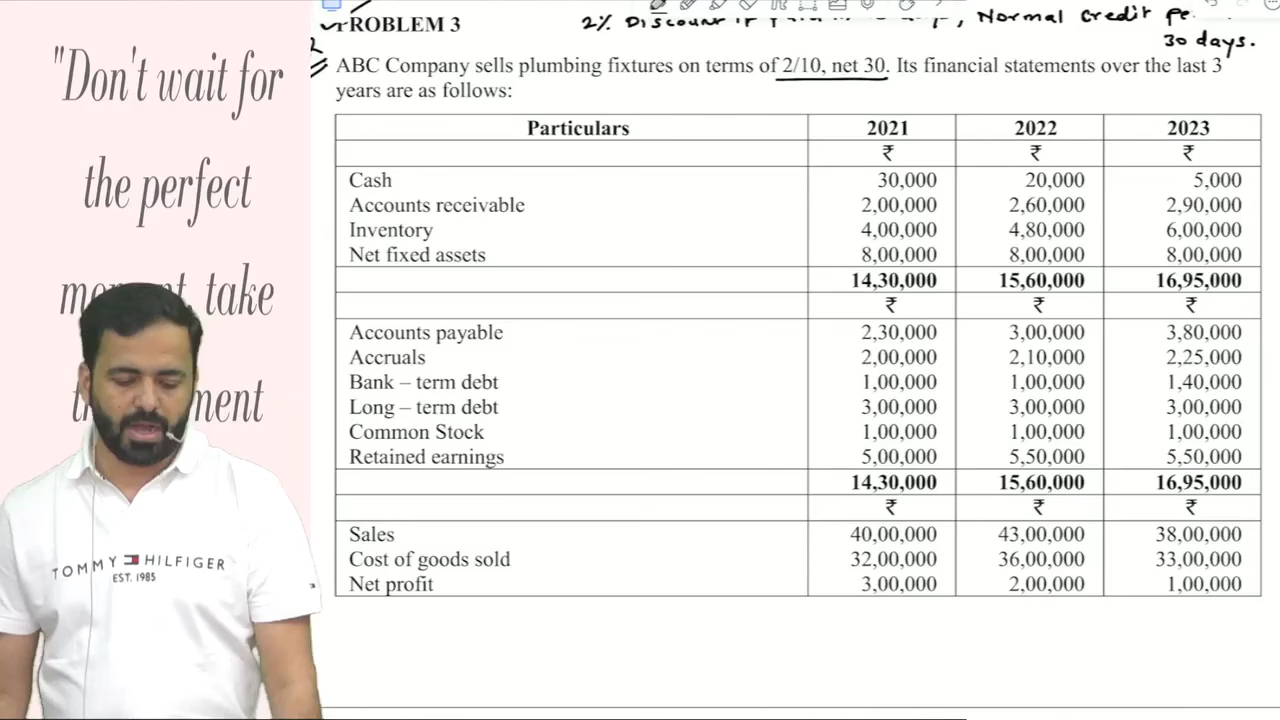 "Don't wait for
the perfect
take
PROBLEM 3
2% Discount if , Normal credit
30 days.
ABC Company sells plumbing fixtures on terms of 2/10, net 30. Its financial statements over the last 3
years are as follows:
Particulars 2021 2022 2023
₹ ₹ ₹
Cash 30,000 20,000 5,000
Accounts receivable 2,00,000 2,60,000 2,90,000
Inventory 4,00,000 4,80,000 6,00,000
Net fixed assets 8,00,000 8,00,000 8,00,000
14,30,000 15,60,000 16,95,000
₹ ₹ ₹
Accounts payable 2,30,000 3,00,000 3,80,000
Accruals 2,00,000 2,10,000 2,25,000
Bank – term debt 1,00,000 1,00,000 1,40,000
Long – term debt 3,00,000 3,00,000 3,00,000
Common Stock 1,00,000 1,00,000 1,00,000
Retained earnings 5,00,000 5,50,000 5,50,000
14,30,000 15,60,000 16,95,000
₹ ₹ ₹
Sales 40,00,000 43,00,000 38,00,000
Cost of goods sold 32,00,000 36,00,000 33,00,000
Net profit 3,00,000 2,00,000 1,00,000
TOMMY HILFIGER
EST. 1985